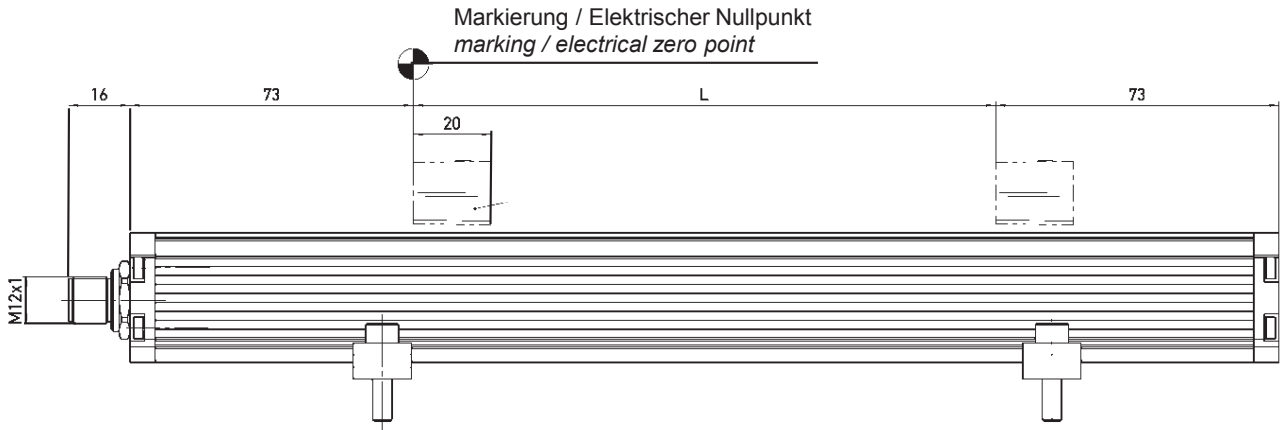 Markierung / Elektrischer Nullpunkt
marking / electrical zero point
16
73
L
73
20
M12x1